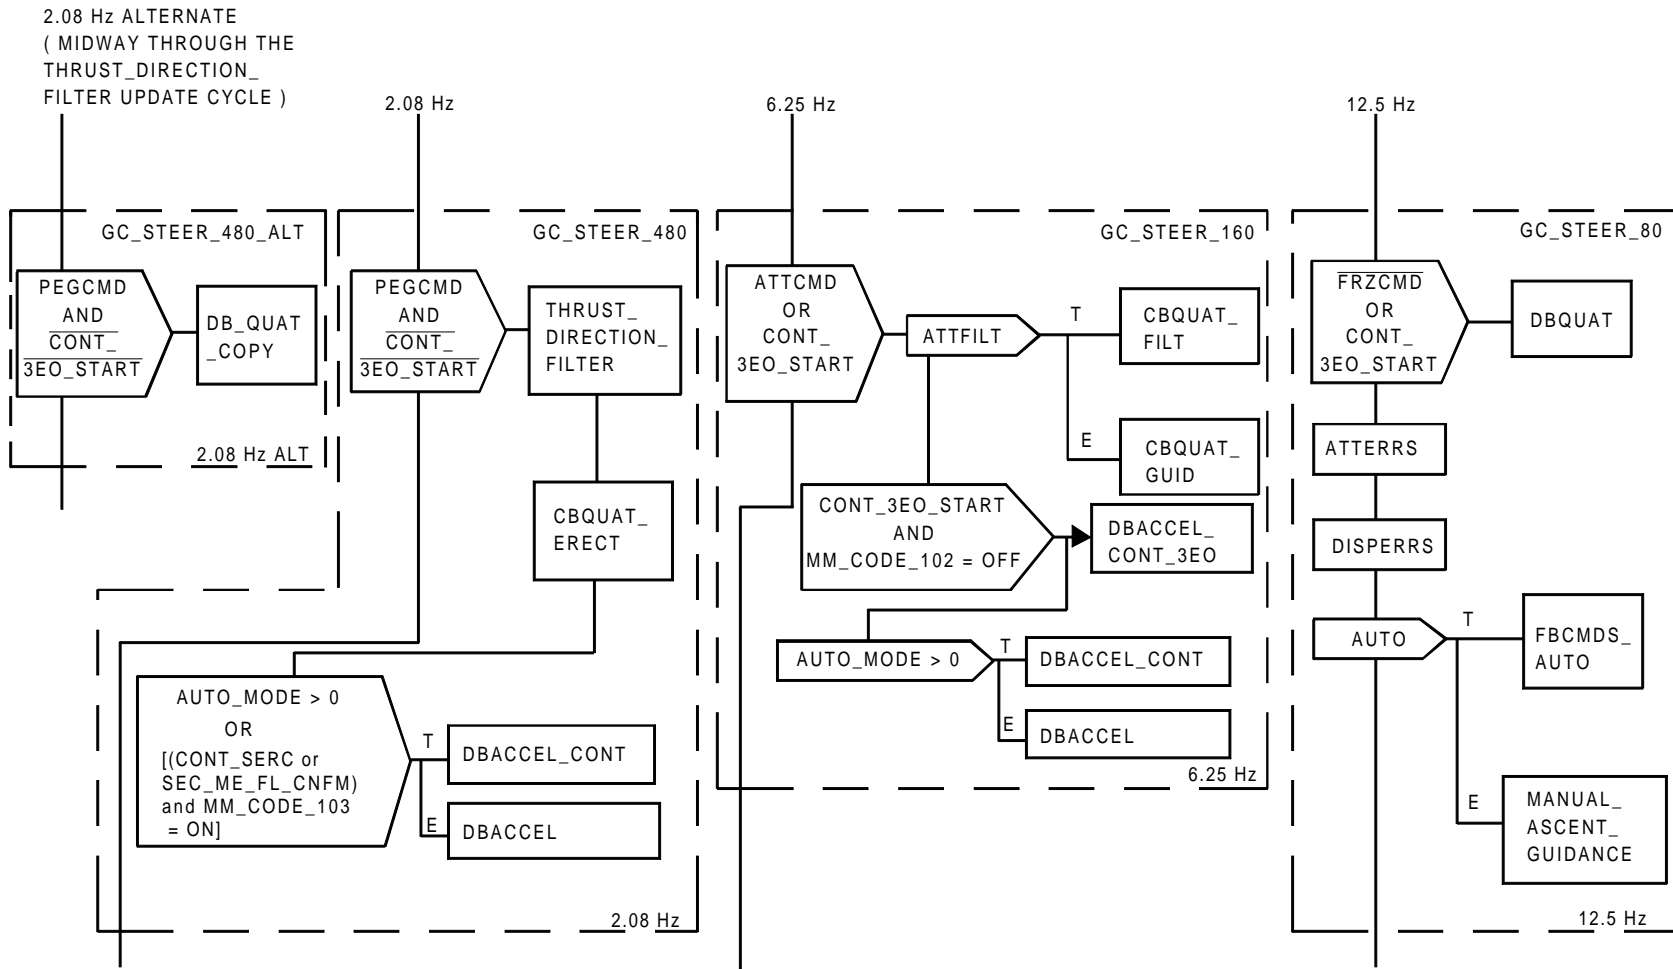 2.08 Hz ALTERNATE
( MIDWAY THROUGH THE
THRUST_DIRECTION_
FILTER UPDATE CYCLE )
GC_STEER_480_ALT
PEGCMD
AND
CONT_
3EO_START
DB_QUAT
_COPY
2.08 Hz ALT
2.08 Hz
GC_STEER_480
PEGCMD
AND
CONT_
3EO_START
THRUST_
DIRECTION_
FILTER
CBQUAT_
ERECT
AUTO_MODE > 0
OR
[(CONT_SERC or
SEC_ME_FL_CNFM)
and MM_CODE_103
= ON]
T
DBACCEL_CONT
E
DBACCEL
2.08 Hz
6.25 Hz
GC_STEER_160
ATTCMD
OR
CONT_
3EO_START
ATTFILT
T
CBQUAT_
FILT
E
CBQUAT_
GUID
CONT_3EO_START
AND
MM_CODE_102 = OFF
DBACCEL_
CONT_3EO
AUTO_MODE > 0
T
DBACCEL_CONT
E
DBACCEL
6.25 Hz
12.5 Hz
GC_STEER_80
FRZCMD
OR
CONT_
3EO_START
DBQUAT
ATTERRS
DISPERRS
AUTO
T
FBCMDS_
AUTO
E
MANUAL_
ASCENT_
GUIDANCE
12.5 Hz